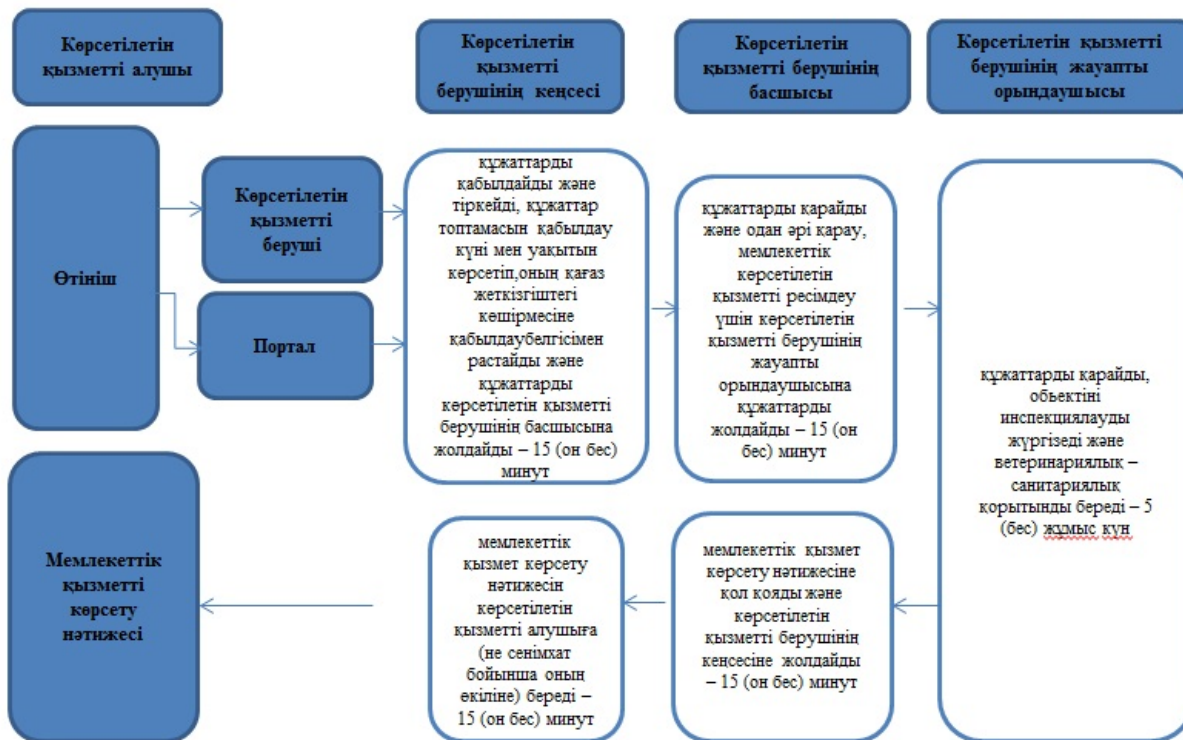 Көрсетілетін
қызметті алушы
Көрсетілетін
қызметті
берушінің кеңсесі
Көрсетілетін
қызметті берушінің
басшысы
Көрсетілетін қызметті
берушінің жауапты
орындаушысы
Өтініш
Көрсетілетін
қызметті
беруші
Портал
құжаттарды
қабылдайды және
тіркейді, құжаттар
топтамасын қабылдау
күні мен уақытын
көрсетіп,оның қағаз
жеткізгіштегі
көшірмесіне
қабылдаубелгісімен
растайды және
құжаттарды
көрсетілетін қызметті
берушінің басшысына
жолдайды – 15 (он бес)
минут
құжаттарды қарайды
және одан әрі қарау,
мемлекеттік
көрсетілетін
қызметті ресімдеу
үшін көрсетілетін
қызметті берушінің
жауапты
орындаушысына
құжаттарды
жолдайды – 15 (он
бес) минут
құжаттарды қарайды,
обьектіні
инспекциялауды
жүргізеді және
ветеринариялық –
санитариялық
қорытынды береді – 5
(бес) жұмыс күн
Мемлекеттік
қызметті
көрсету
нәтижесі
мемлекеттік
қызмет көрсету
нәтижесін
көрсетілетін
қызметті алушыға
(не сенімхат
бойынша оның
өкіліне) береді –
15 (он бес) минут
мемлекеттік қызмет
көрсету нәтижесіне
қол қояды және
көрсетілетін
қызметті берушінің
кеңсесіне жолдайды
– 15 (он бес) минут